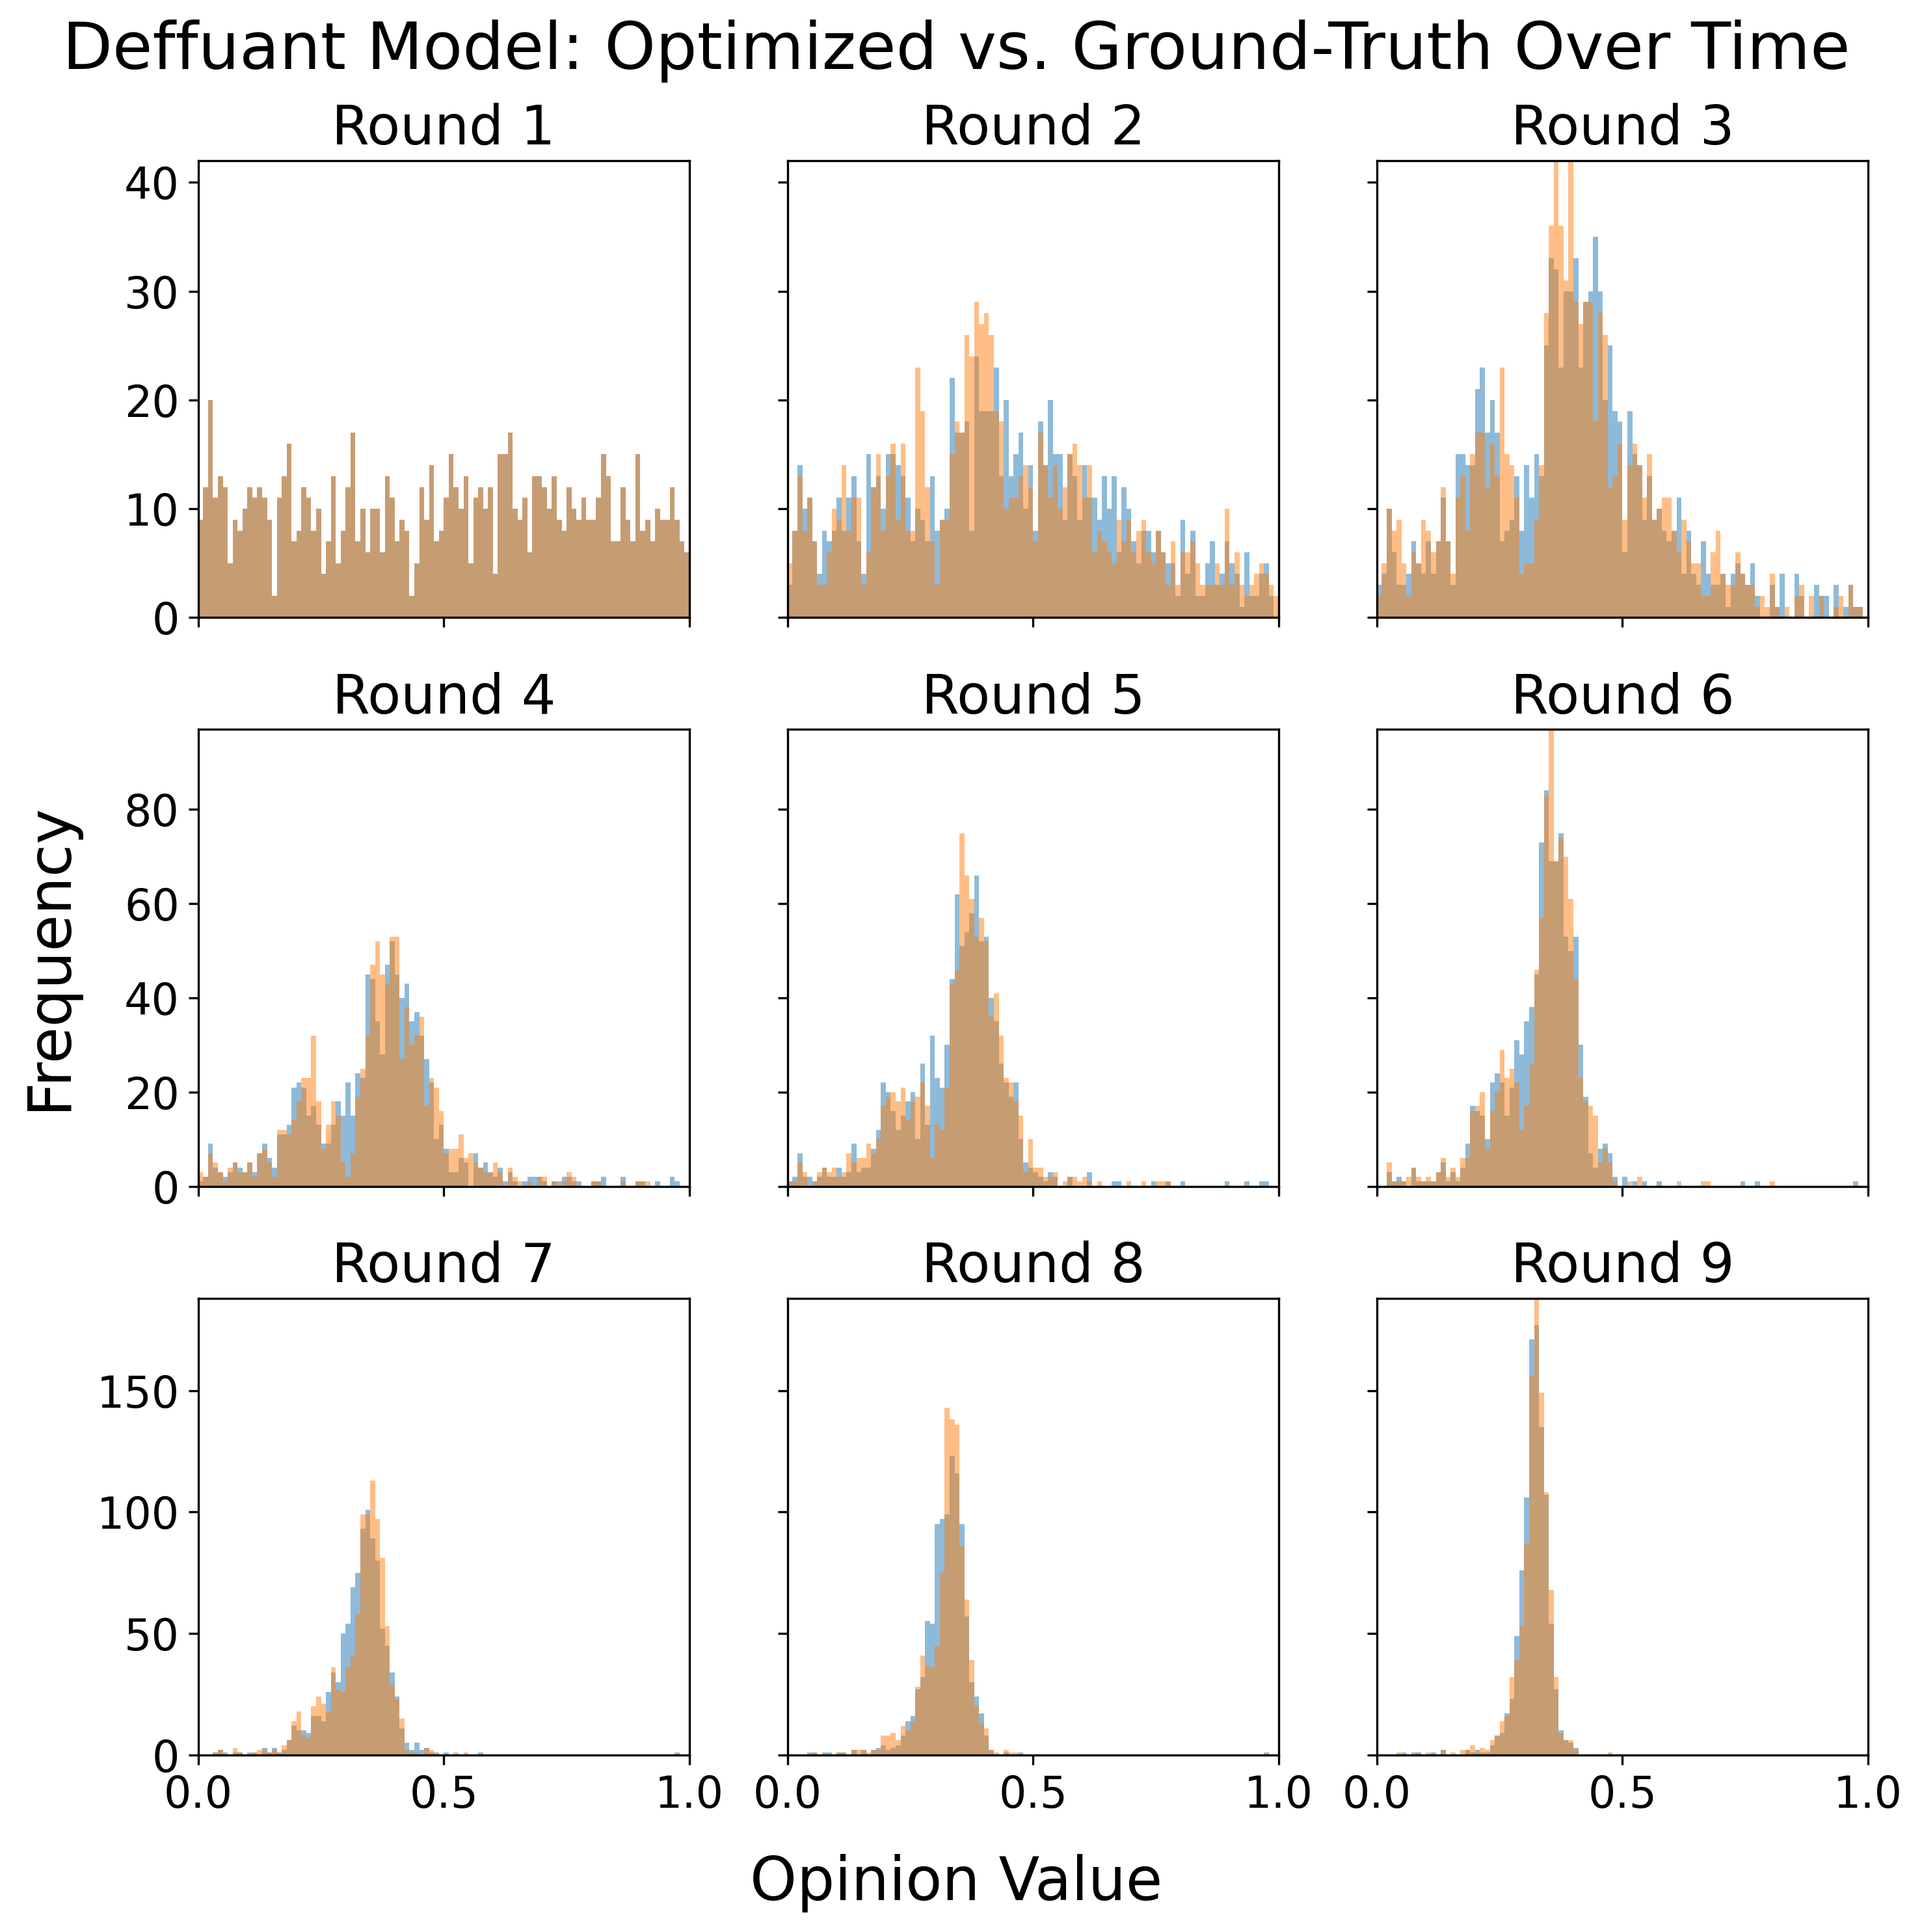 Deffuant Model: Optimized vs. Ground-Truth Over Time
Round 1
Round 2
Round 3
40
30
20
10
0
Round 4
Round 5
Round 6
Frequency
80
60
40
20
0
Round 7
Round 8
Round 9
150
100
50
0
0.0 0.5 1.0
0.0 0.5 1.0
0.0 0.5 1.0
Opinion Value